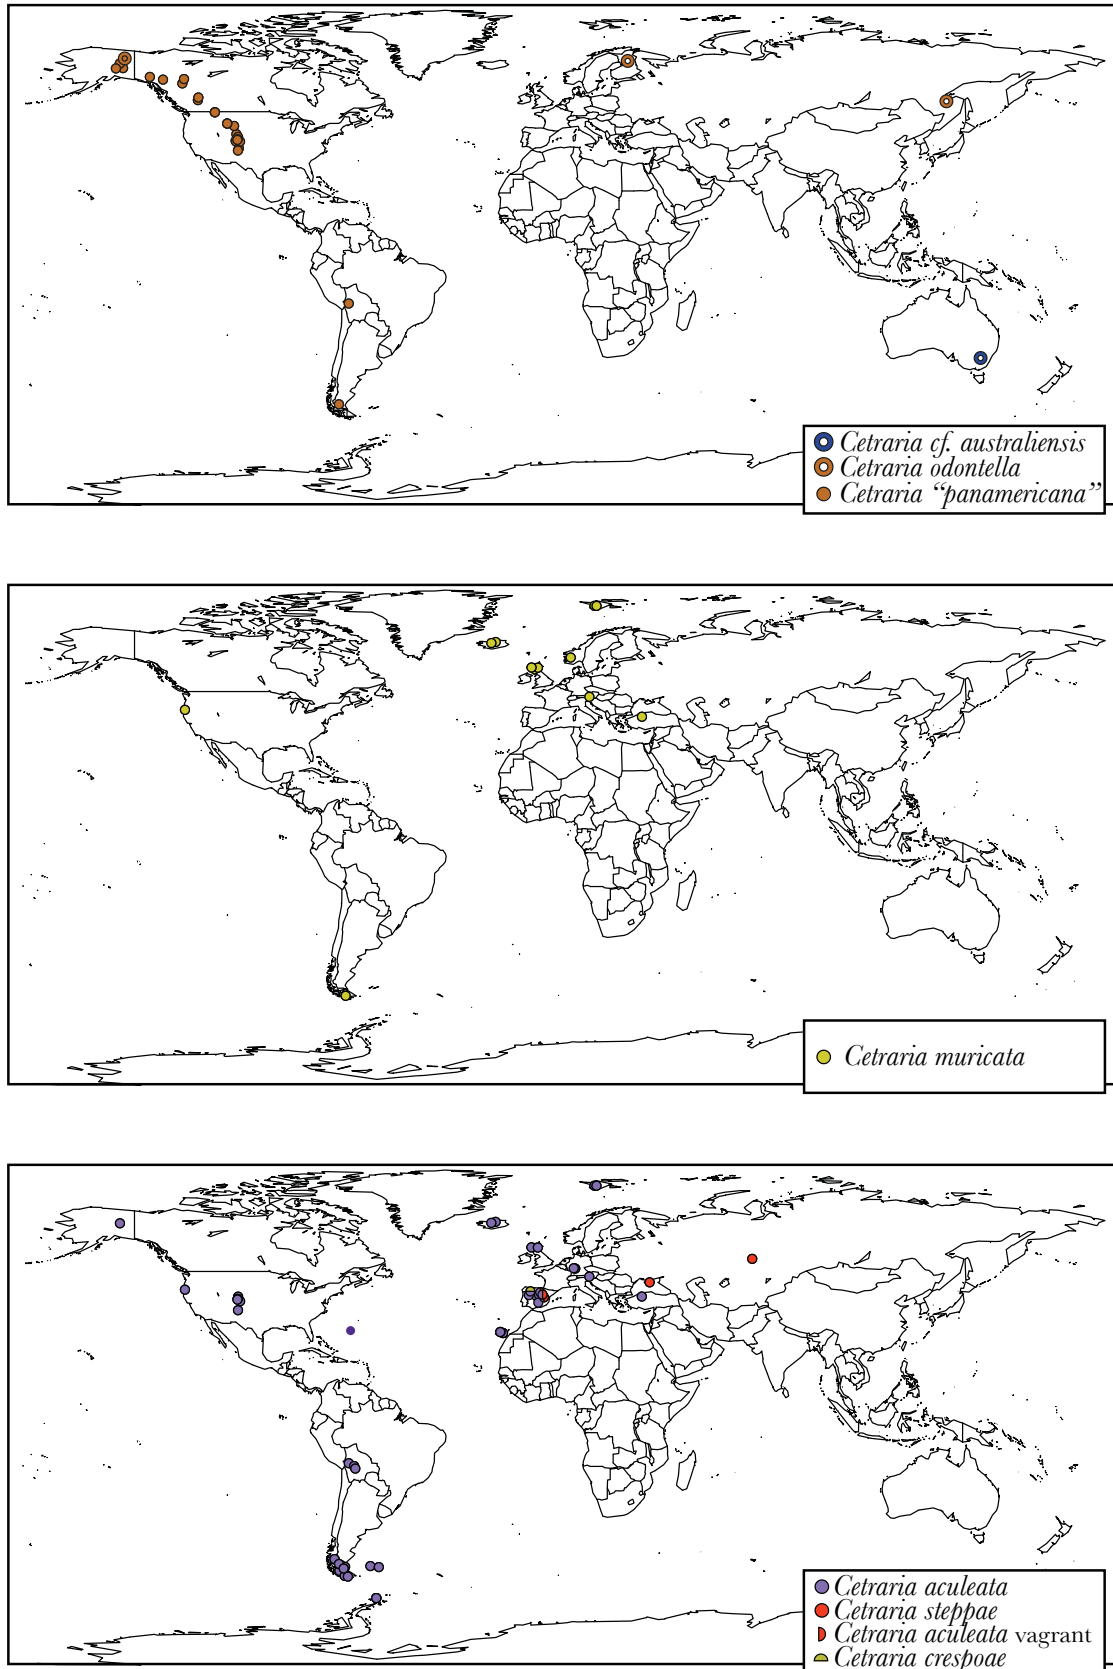 Cetraria cf. australiensis
Cetraria odontella
Cetraria “panamericana”
Cetraria muricata
Cetraria aculeata
Cetraria steppae
Cetraria aculeata vagrant
Cetraria crespoae